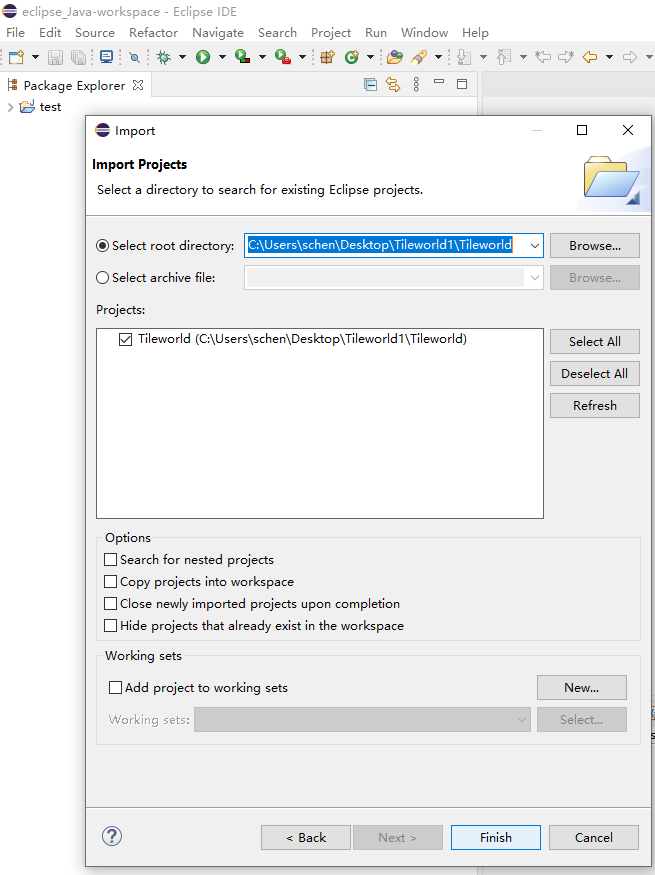 eclipse_Java-workspace - Eclipse IDE
File Edit Source Refactor Navigate Search Project Run Window Help
Package Explorer
test
Import
Import Projects
Select a directory to search for existing Eclipse projects.
Select root directory: C:\Users\schen\Desktop\Tileworld1\Tileworld Browse...
Select archive file: Browse...
Projects:
Tileworld (C:\Users\schen\Desktop\Tileworld1\Tileworld)
Select All
Deselect All
Refresh
Options
Search for nested projects
Copy projects into workspace
Close newly imported projects upon completion
Hide projects that already exist in the workspace
Working sets
Add project to working sets New...
Working sets: Select...
< Back Next > Finish Cancel